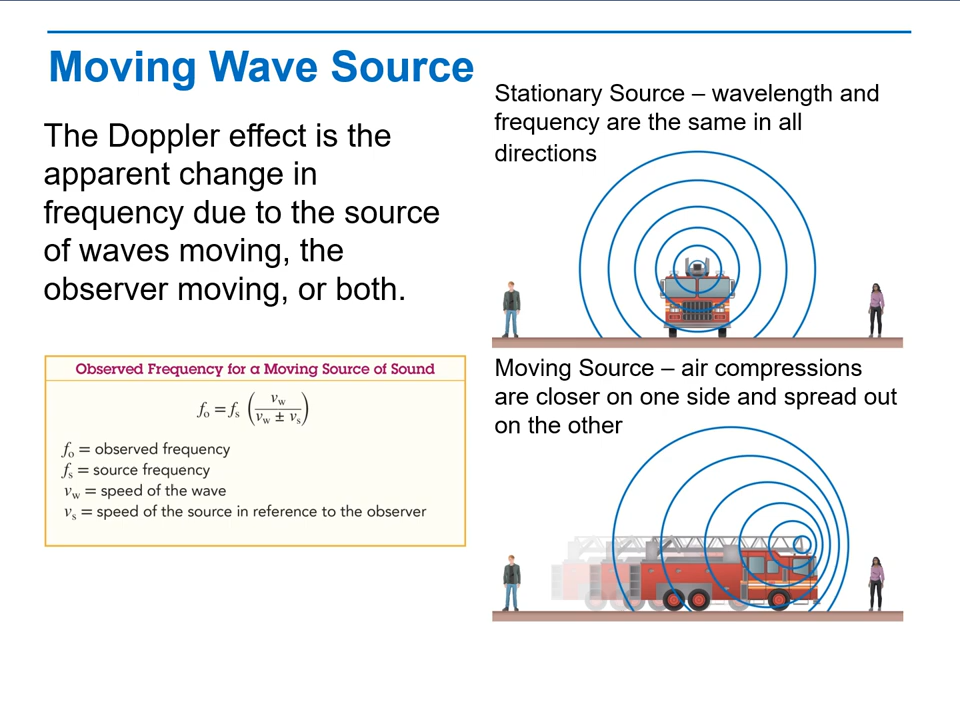 Moving Wave Source
The Doppler effect is the
apparent change in
frequency due to the source
of waves moving, the
observer moving, or both.
Observed Frequency for a Moving Source of Sound
fₒ = fₛ (v_w / (v_w ± vₛ))
fₒ = observed frequency
fₛ = source frequency
v_w = speed of the wave
vₛ = speed of the source in reference to the observer
Stationary Source – wavelength and
frequency are the same in all
directions
Moving Source – air compressions
are closer on one side and spread out
on the other